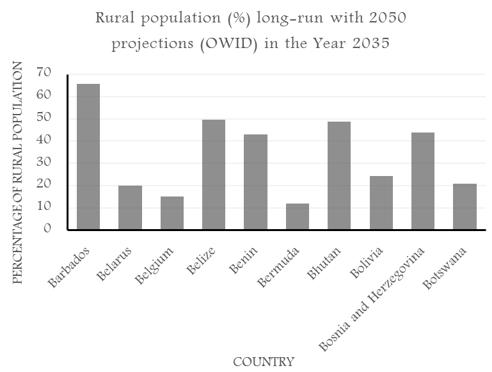 Rural population (%) long-run with 2050
projections (OWID) in the Year 2035
PERCENTAGE OF RURAL POPULATION
70
60
50
40
30
20
10
0
Barbados
Belarus
Belgium
Belize
Benin
Bermuda
Bhutan
Bolivia
Bosnia and Herzegovina
Botswana
COUNTRY